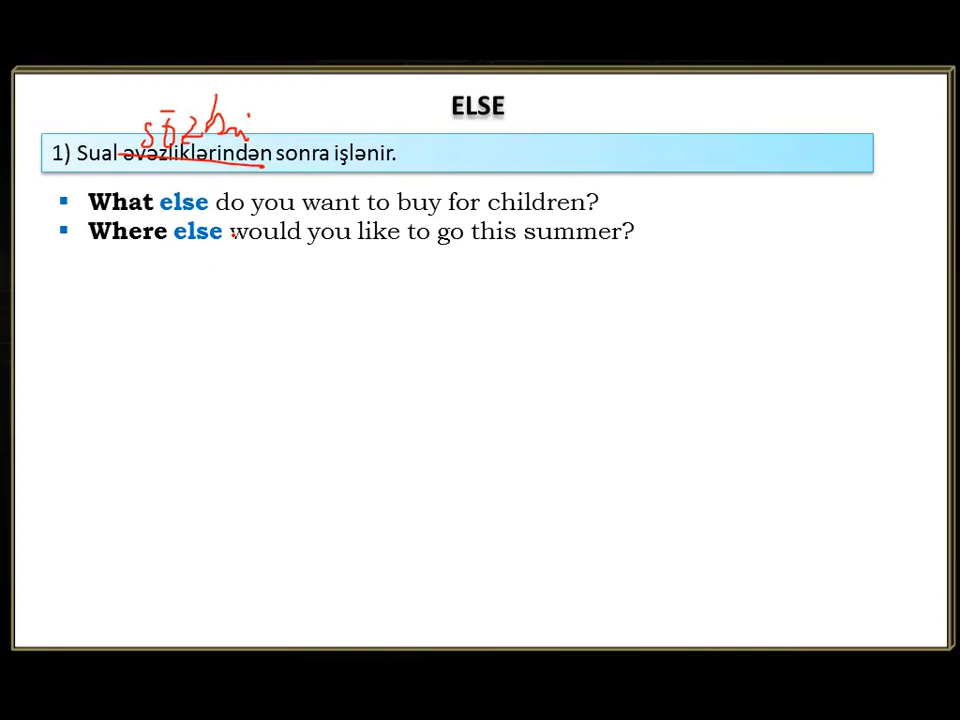 ELSE
1) Sual əvəzliklərindən sonra işlənir.
▪ What else do you want to buy for children?
▪ Where else would you like to go this summer?